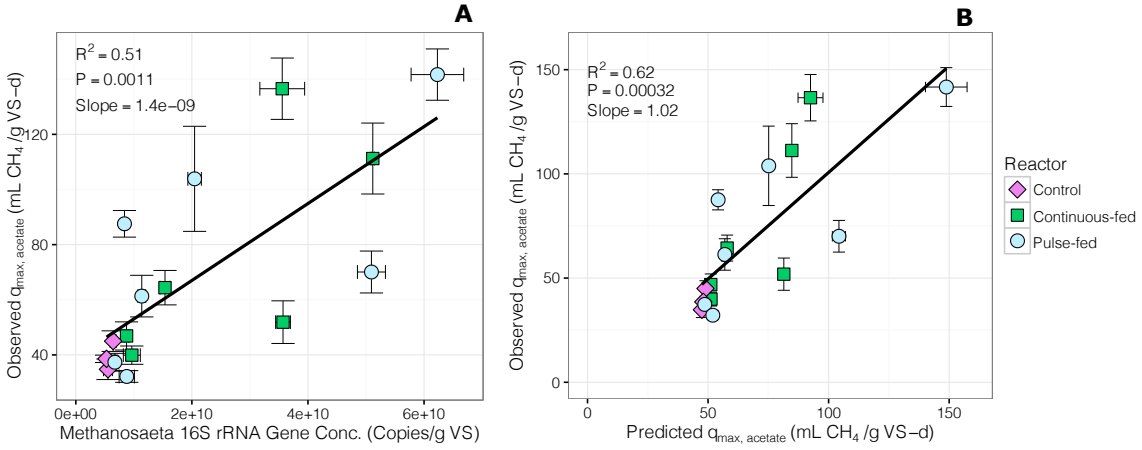 A
R² = 0.51
P = 0.0011
Slope = 1.4e−09
Observed qmax, acetate (mL CH4 /g VS−d)
120
80
40
0e+00 2e+10 4e+10 6e+10
Methanosaeta 16S rRNA Gene Conc. (Copies/g VS)
B
R² = 0.62
P = 0.00032
Slope = 1.02
Observed qmax, acetate (mL CH4 /g VS−d)
150
100
50
0
0 50 100 150
Predicted qmax, acetate (mL CH4 /g VS−d)
Reactor
Control
Continuous-fed
Pulse-fed